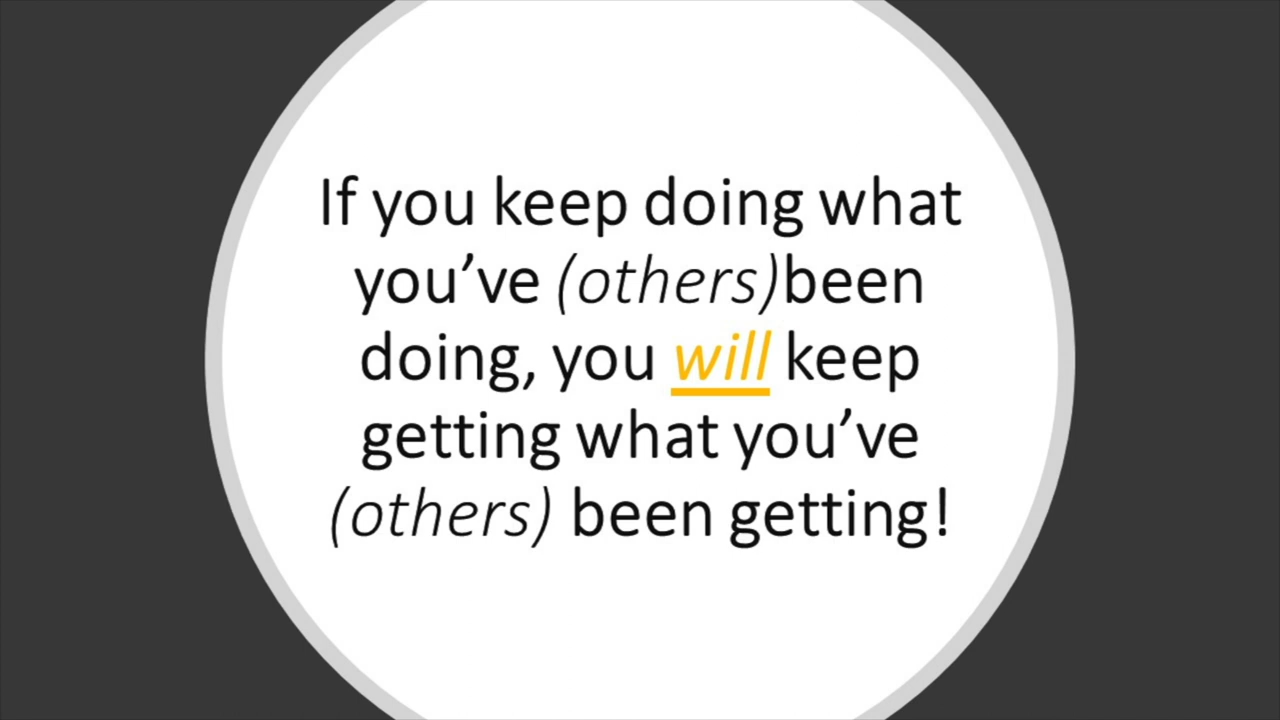 If you keep doing what
you’ve (others)been
doing, you will keep
getting what you’ve
(others) been getting!